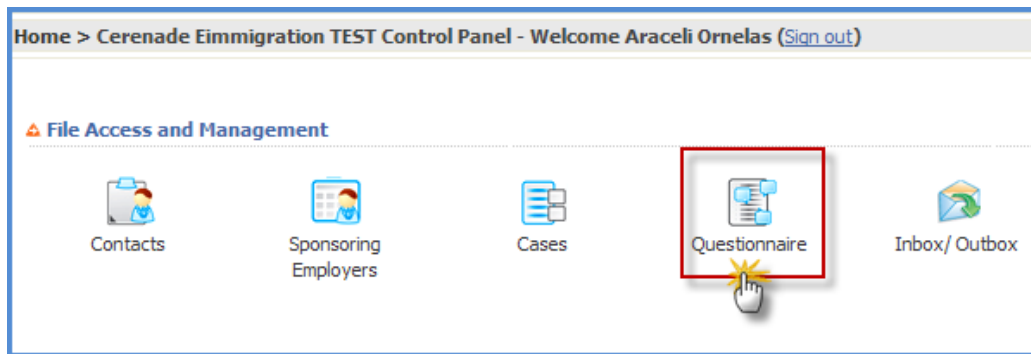 Home > Cerenade Eimmigration TEST Control Panel - Welcome Araceli Ornelas (Sign out)
File Access and Management
Contacts
Sponsoring
Employers
Cases
Questionnaire
Inbox/ Outbox